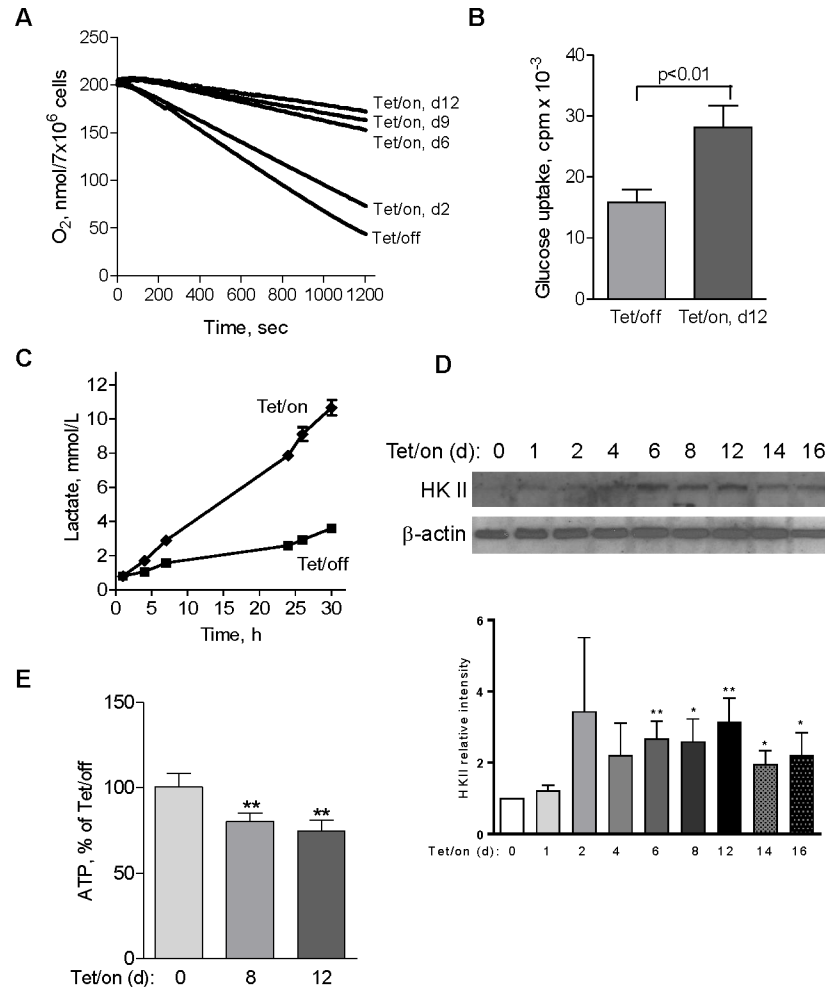 A
250
200
150
100
50
0
O2, nmol/7x10^6 cells
Tet/on, d12
Tet/on, d9
Tet/on, d6
Tet/on, d2
Tet/off
0 200 400 600 800 1000 1200
Time, sec
B
40
30
20
10
0
Glucose uptake, cpm x 10^-3
p<0.01
Tet/off Tet/on, d12
C
12
10
8
6
4
2
0
Lactate, mmol/L
Tet/on
Tet/off
0 5 10 15 20 25 30
Time, h
D
Tet/on (d): 0 1 2 4 6 8 12 14 16
HK II
β-actin
6
4
2
0
HKII relative intensity
** * ** * *
Tet/on (d): 0 1 2 4 6 8 12 14 16
E
150
100
50
0
ATP, % of Tet/off
** **
Tet/on (d): 0 8 12